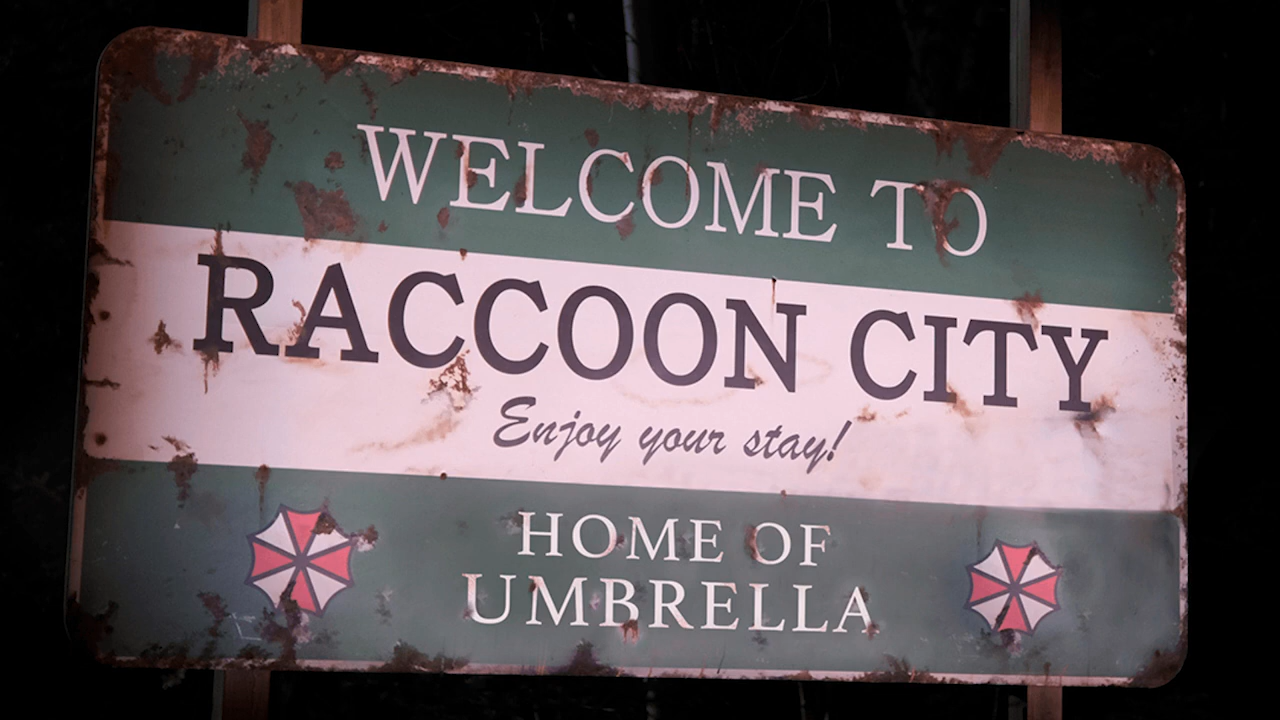 WELCOME TO
RACCOON CITY
Enjoy your stay!
HOME OF
UMBRELLA